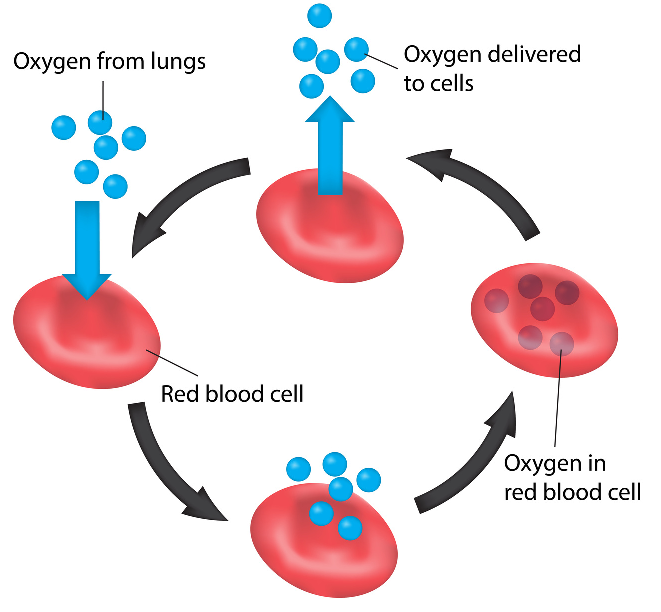 Oxygen from lungs
Oxygen delivered
to cells
Red blood cell
Oxygen in
red blood cell